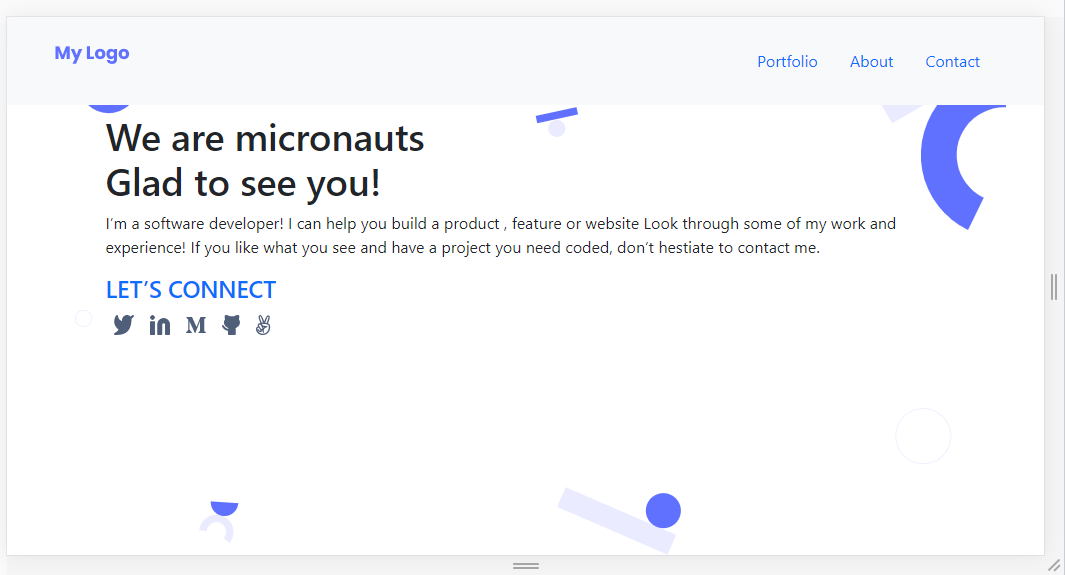 My Logo
Portfolio About Contact
We are micronauts
Glad to see you!
I’m a software developer! I can help you build a product , feature or website Look through some of my work and
experience! If you like what you see and have a project you need coded, don’t hestiate to contact me.
LET’S CONNECT